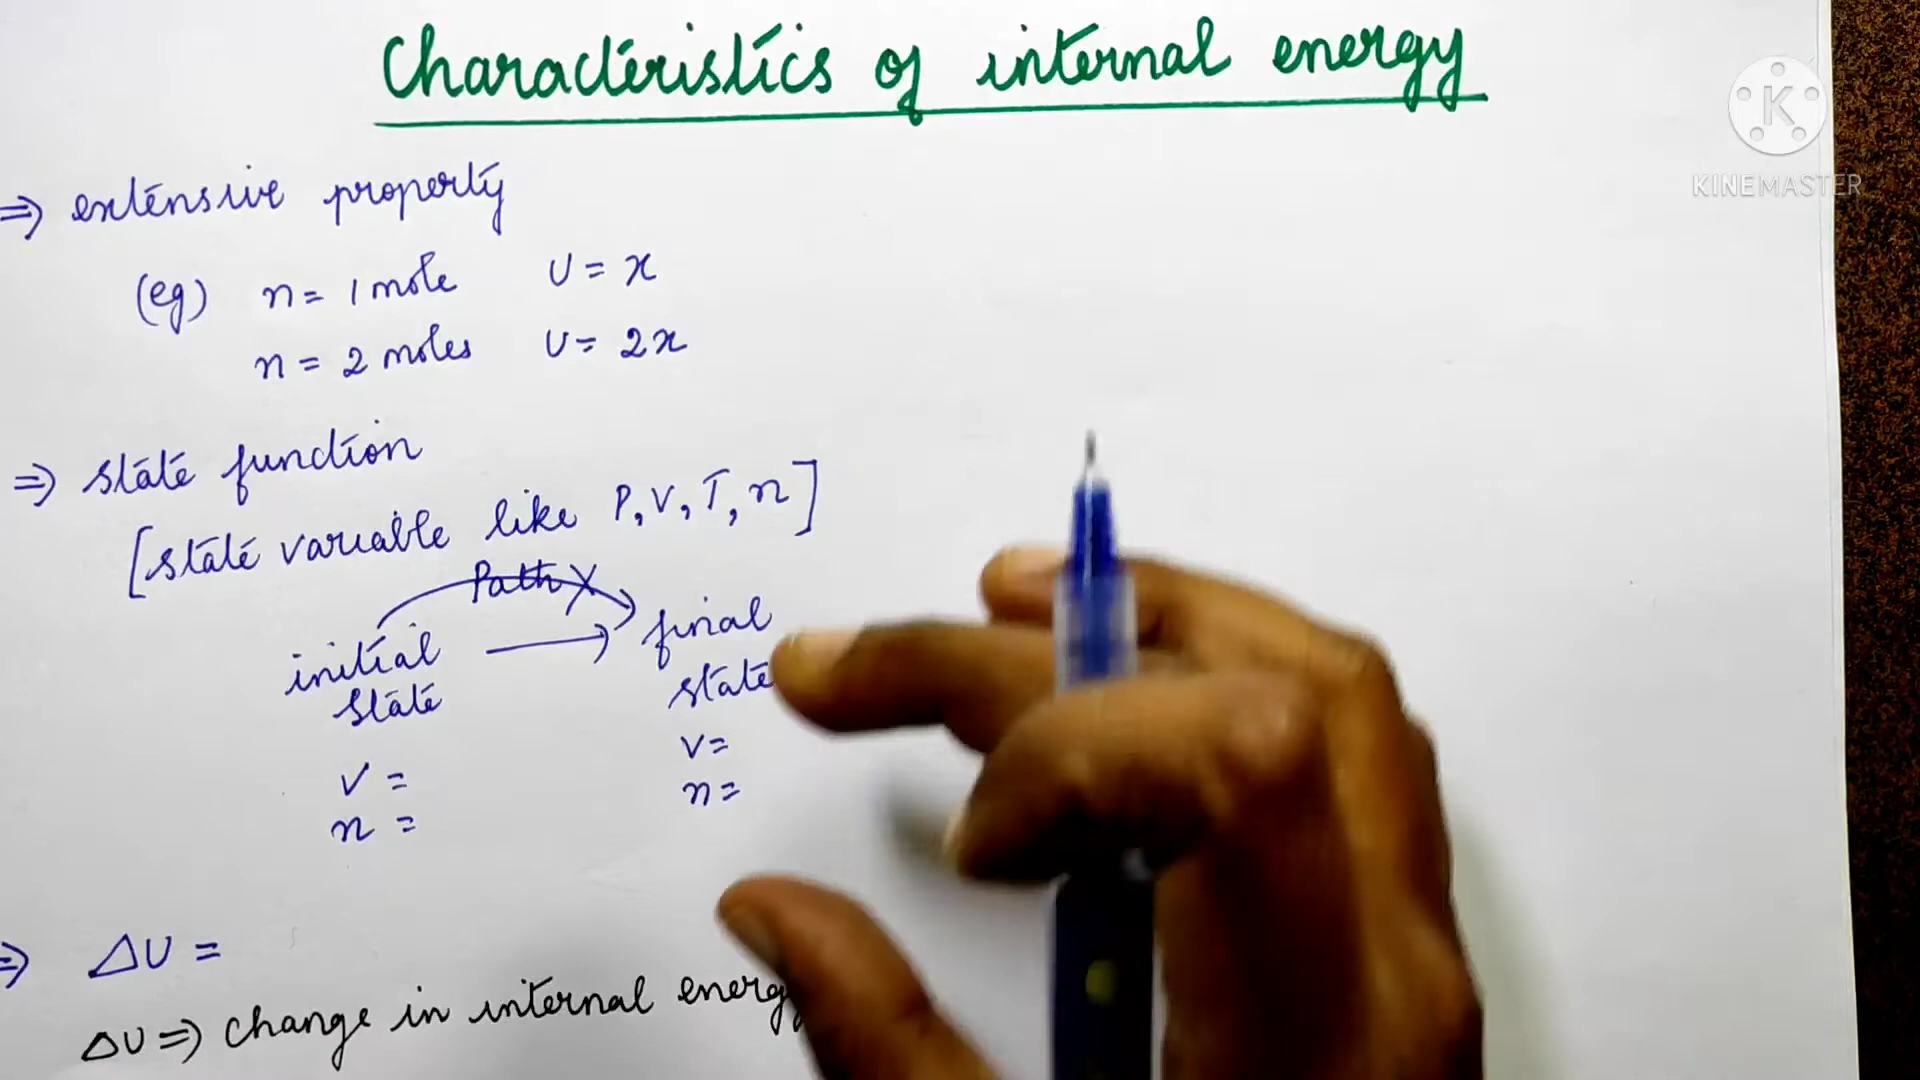 Characteristics of internal energy
K
KINEMASTER
⇒ extensive property
(eg) n = 1 mole U = x
n = 2 moles U = 2x
⇒ state function
[state variable like P, V, T, n]
Path X
initial → final
state state
V = V =
n = n =
⇒ ΔU =
ΔU ⇒ change in internal energy